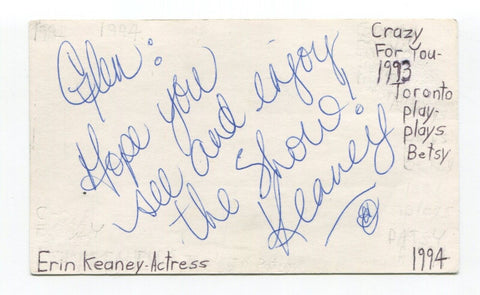 Glen:
Hope you
see and enjoy
the Show!
Keaney
Crazy
For You-
1993
Toronto
play-
plays
Betsy
Erin Keaney-Actress
1994
1994